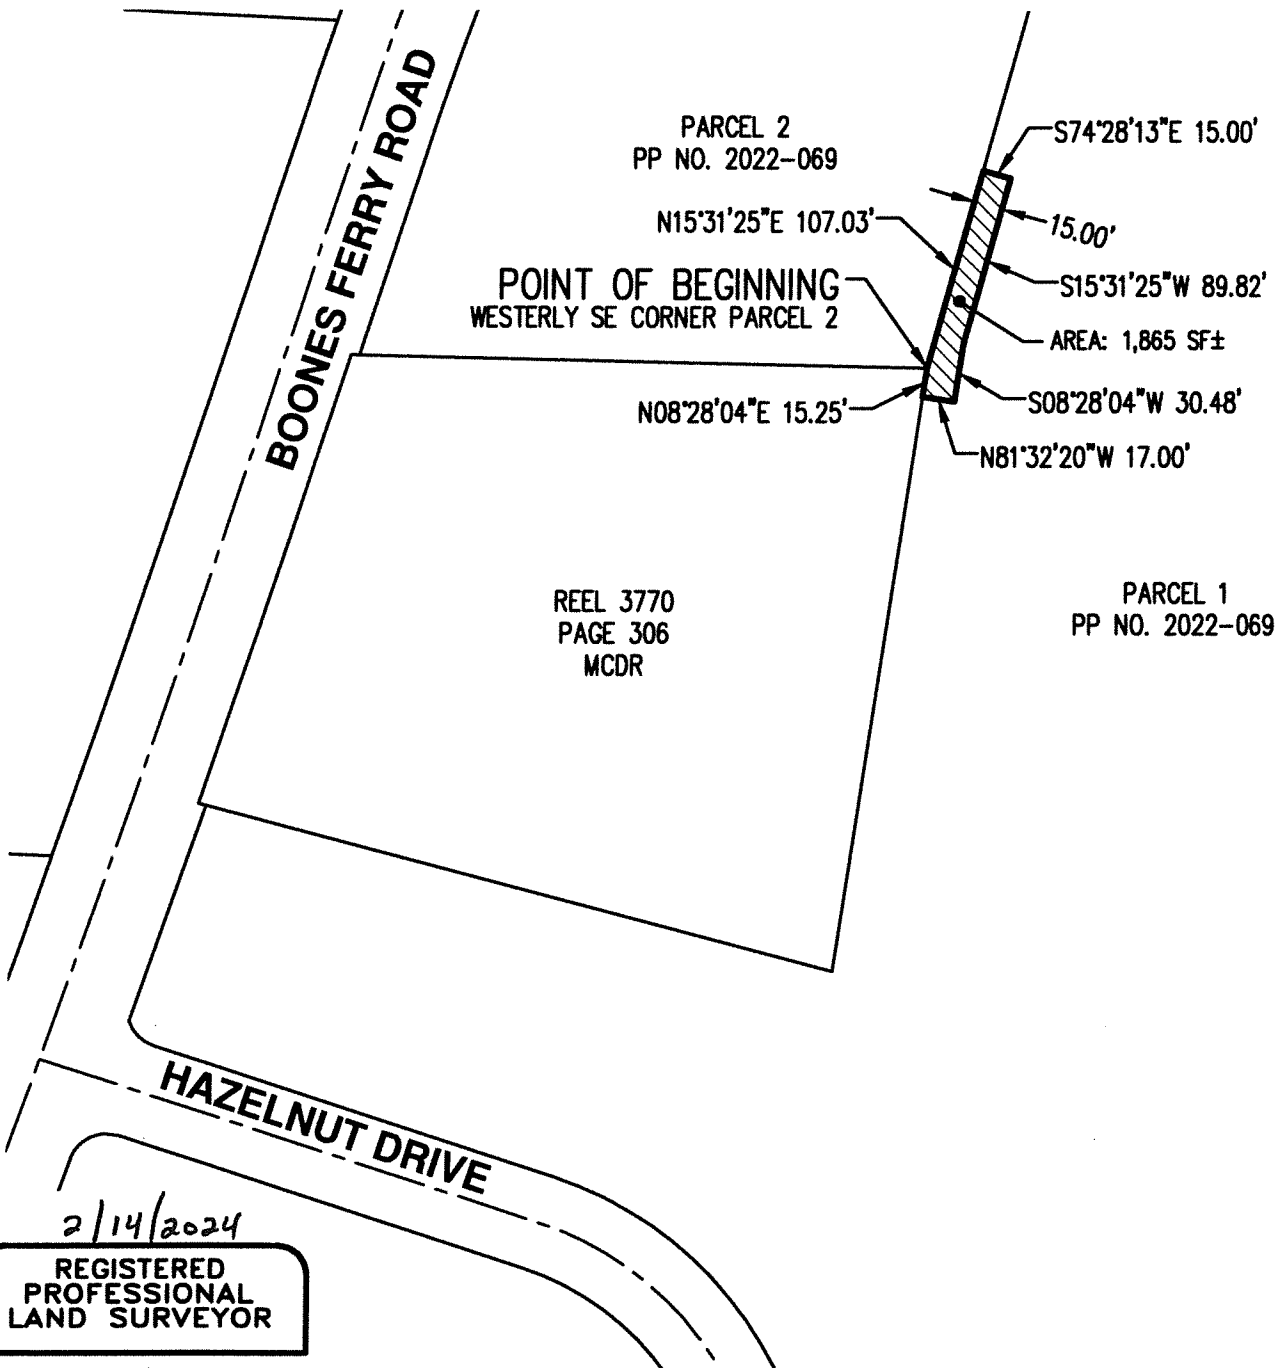 BOONES FERRY ROAD
PARCEL 2
PP NO. 2022-069
S74°28'13"E 15.00'
N15°31'25"E 107.03'
15.00'
POINT OF BEGINNING
WESTERLY SE CORNER PARCEL 2
S15°31'25"W 89.82'
AREA: 1,865 SF±
N08°28'04"E 15.25'
S08°28'04"W 30.48'
N81°32'20"W 17.00'
REEL 3770
PAGE 306
MCDR
PARCEL 1
PP NO. 2022-069
HAZELNUT DRIVE
2/14/2024
REGISTERED
PROFESSIONAL
LAND SURVEYOR